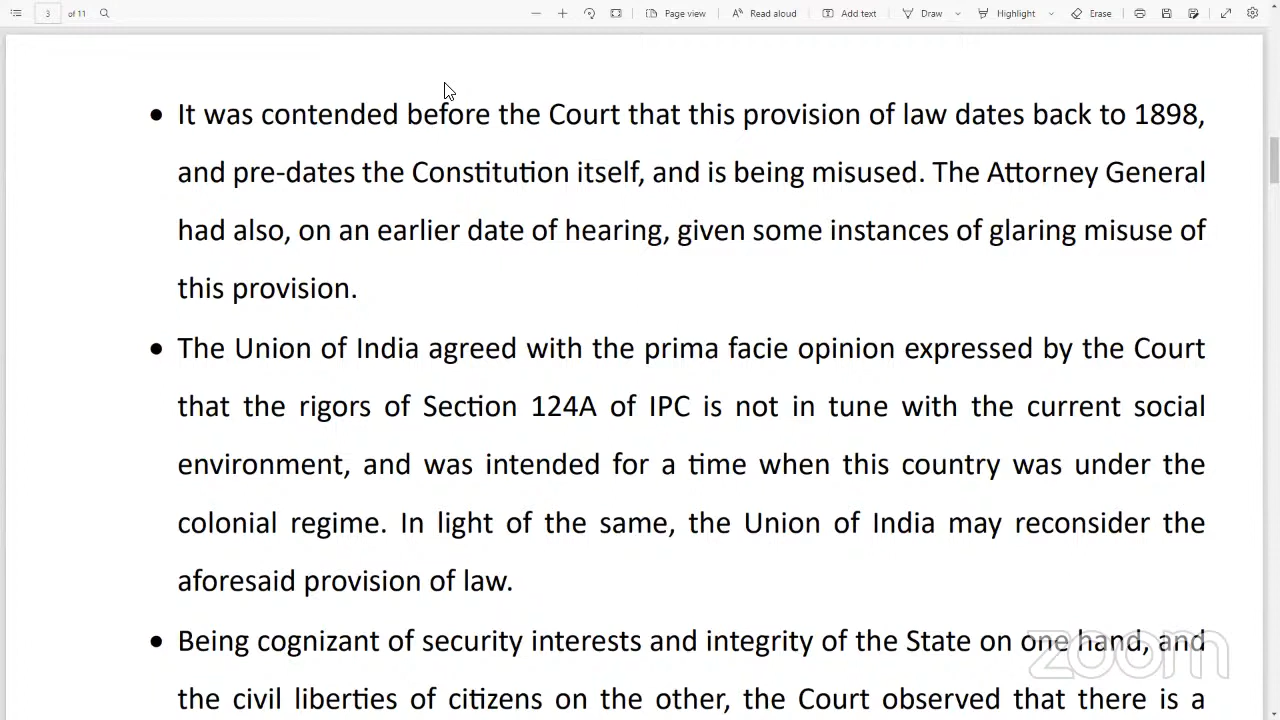 3 of 11 Page view Read aloud Add text Draw Highlight Erase
• It was contended before the Court that this provision of law dates back to 1898,
and pre-dates the Constitution itself, and is being misused. The Attorney General
had also, on an earlier date of hearing, given some instances of glaring misuse of
this provision.
• The Union of India agreed with the prima facie opinion expressed by the Court
that the rigors of Section 124A of IPC is not in tune with the current social
environment, and was intended for a time when this country was under the
colonial regime. In light of the same, the Union of India may reconsider the
aforesaid provision of law.
• Being cognizant of security interests and integrity of the State on one hand, and
zoom
the civil liberties of citizens on the other, the Court observed that there is a